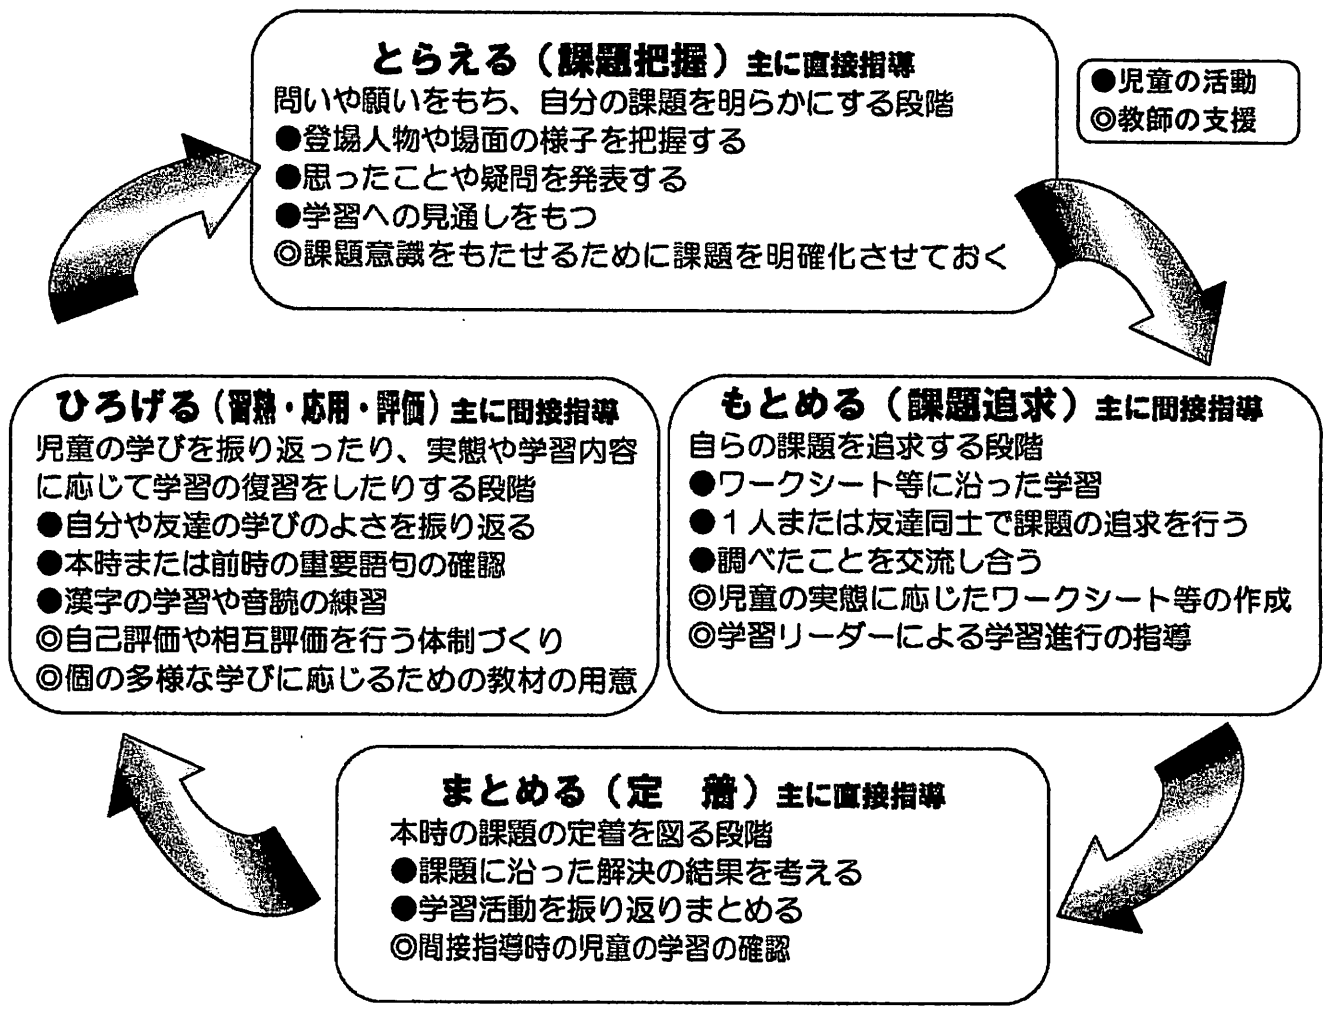 とらえる（課題把握）主に直接指導
問いや願いをもち、自分の課題を明らかにする段階
●登場人物や場面の様子を把握する
●思ったことや疑問を発表する
●学習への見通しをもつ
◎課題意識をもたせるために課題を明確化させておく
●児童の活動
◎教師の支援
もとめる（課題追求）主に間接指導
自らの課題を追求する段階
●ワークシート等に沿った学習
●１人または友達同士で課題の追求を行う
●調べたことを交流し合う
◎児童の実態に応じたワークシート等の作成
◎学習リーダーによる学習進行の指導
まとめる（定　着）主に直接指導
本時の課題の定着を図る段階
●課題に沿った解決の結果を考える
●学習活動を振り返りまとめる
◎間接指導時の児童の学習の確認
ひろげる（習熟・応用・評価）主に間接指導
児童の学びを振り返ったり、実態や学習内容
に応じて学習の復習をしたりする段階
●自分や友達の学びのよさを振り返る
●本時または前時の重要語句の確認
●漢字の学習や音読の練習
◎自己評価や相互評価を行う体制づくり
◎個の多様な学びに応じるための教材の用意